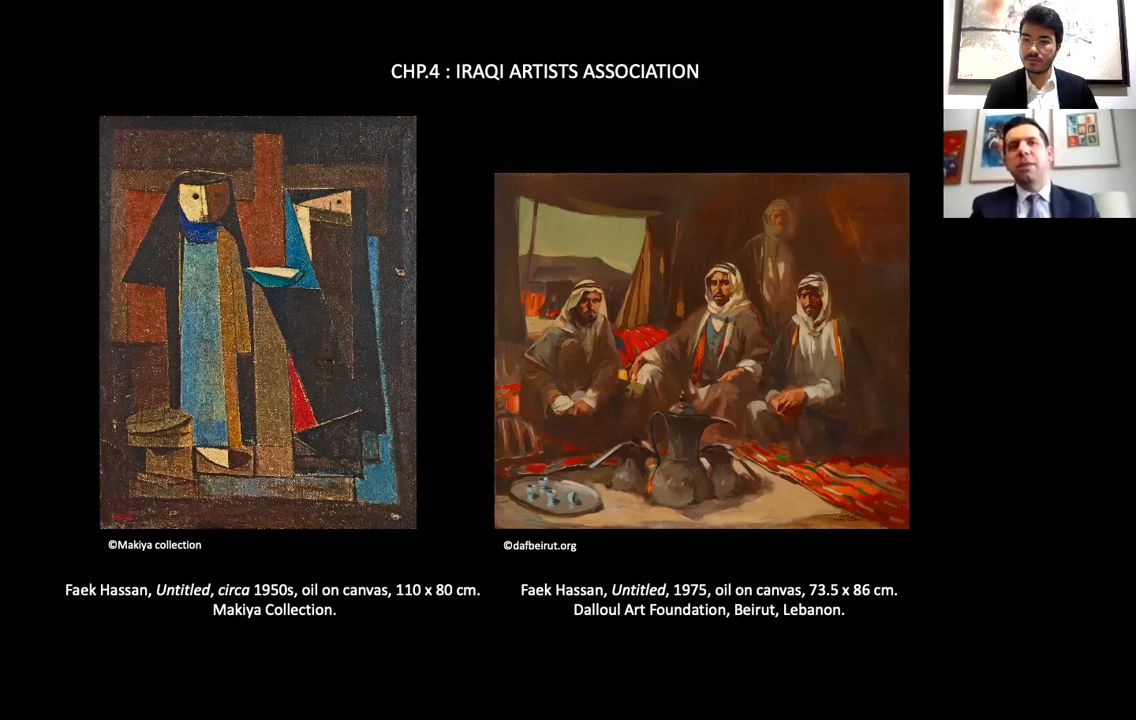 CHP.4 : IRAQI ARTISTS ASSOCIATION
©Makiya collection
©dafbeirut.org
Faek Hassan, Untitled, circa 1950s, oil on canvas, 110 x 80 cm.
Makiya Collection.
Faek Hassan, Untitled, 1975, oil on canvas, 73.5 x 86 cm.
Dalloul Art Foundation, Beirut, Lebanon.